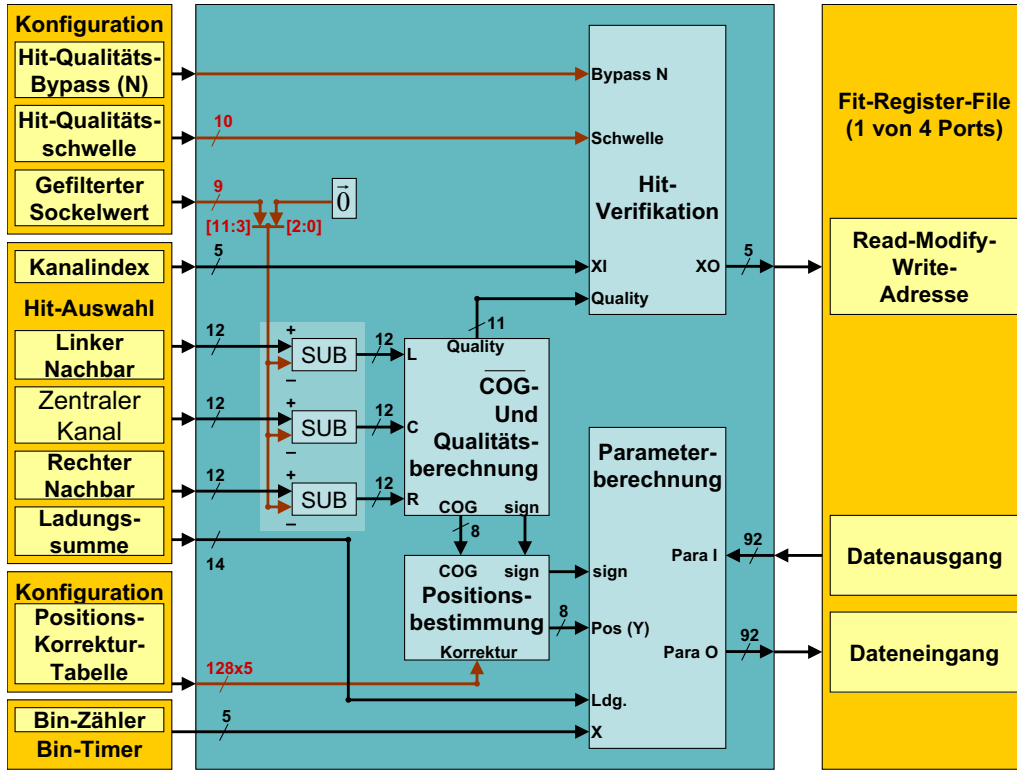 Konfiguration
Hit-Qualitäts-
Bypass (N)
Hit-Qualitäts-
schwelle
10
Gefilterter
Sockelwert
9
0
[11:3]
[2:0]
Kanalindex
5
Hit-Auswahl
Linker
Nachbar
12
Zentraler
Kanal
12
Rechter
Nachbar
12
Ladungs-
summe
14
Konfiguration
Positions-
Korrektur-
Tabelle
128x5
Bin-Zähler
Bin-Timer
5
+
SUB
–
12
+
SUB
–
12
+
SUB
–
12
11
Quality
L
C
R
COG-
Und
Qualitäts-
berechnung
COG
sign
8
COG
sign
Positions-
bestimmung
Korrektur
8
Bypass N
Schwelle
Hit-
Verifikation
XI
XO
Quality
5
Parameter-
berechnung
Para I
92
sign
Pos (Y)
Para O
92
Ldg.
X
Fit-Register-File
(1 von 4 Ports)
Read-Modify-
Write-
Adresse
Datenausgang
Dateneingang